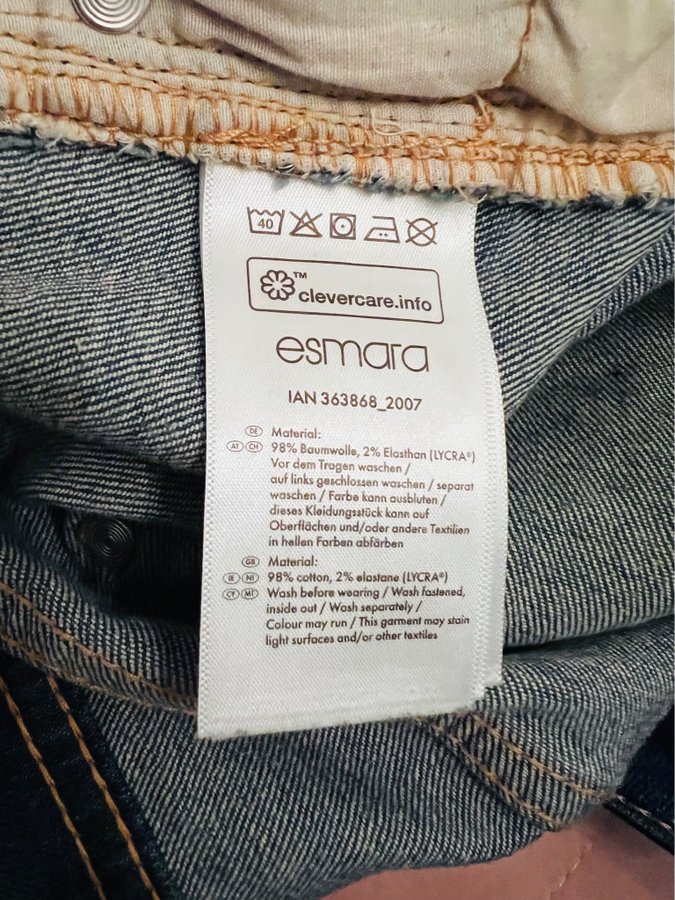 40
™
clevercare.info
esmara
IAN 363868_2007
DE Material:
AT CH 98% Baumwolle, 2% Elasthan (LYCRA®)
Vor dem Tragen waschen /
auf links geschlossen waschen / separat
waschen / Farbe kann ausbluten /
dieses Kleidungsstück kann auf
Oberflächen und/oder andere Textilien
in hellen Farben abfärben
GB Material:
IE NI 98% cotton, 2% elastane (LYCRA®)
CY MT Wash before wearing / Wash fastened,
inside out / Wash separately /
Colour may run / This garment may stain
light surfaces and/or other textiles